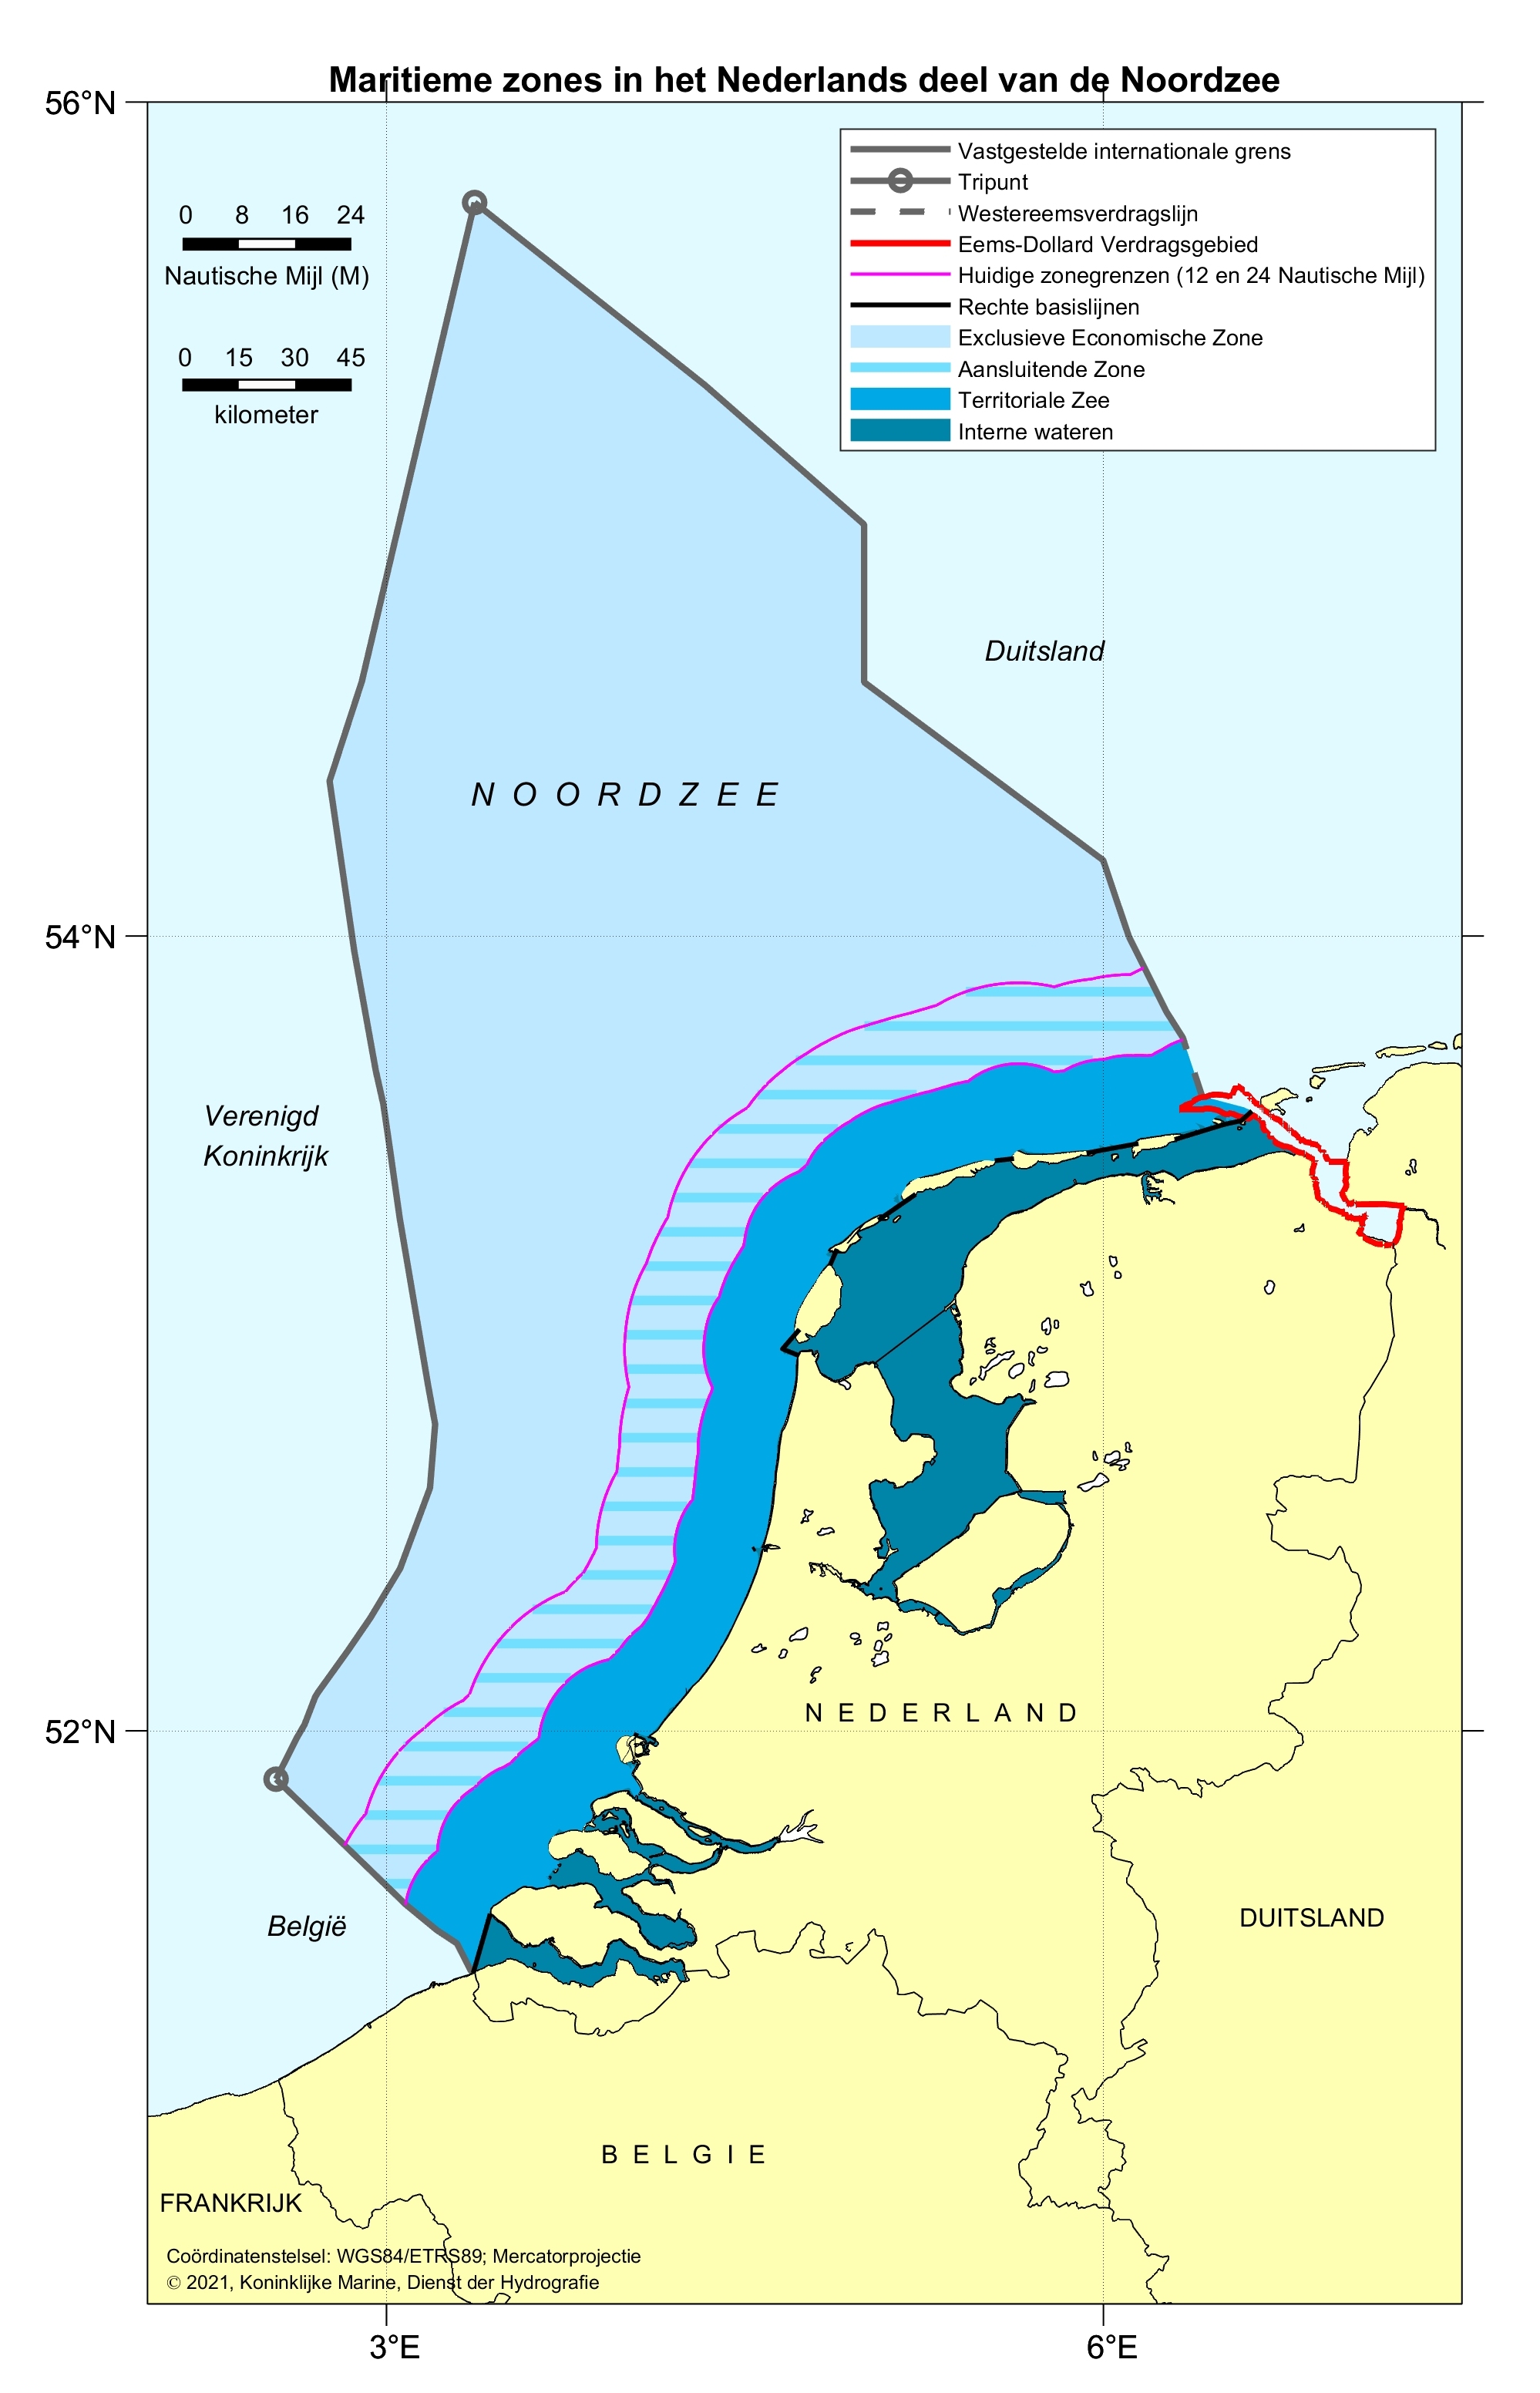 Maritieme zones in het Nederlands deel van de Noordzee
56°N
Vastgestelde internationale grens
Tripunt
Westereemsverdragslijn
Eems-Dollard Verdragsgebied
Huidige zonegrenzen (12 en 24 Nautische Mijl)
Rechte basislijnen
Exclusieve Economische Zone
Aansluitende Zone
Territoriale Zee
Interne wateren
0 8 16 24
Nautische Mijl (M)
0 15 30 45
kilometer
Duitsland
NOORDZEE
54°N
Verenigd
Koninkrijk
NEDERLAND
52°N
België
DUITSLAND
BELGIE
FRANKRIJK
Coördinatenstelsel: WGS84/ETRS89; Mercatorprojectie
© 2021, Koninklijke Marine, Dienst der Hydrografie
3°E 6°E